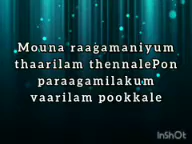 Mouna raagamaniyum
thaarilam thennalePon
paraagamilakum
vaarilam pookkale
InShOt